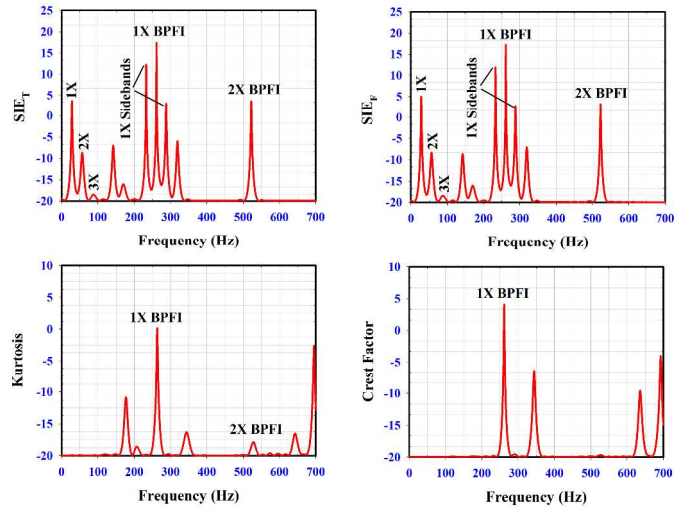 25
20
15
10
5
0
-5
-10
-15
-20
SIE_T
1X
2X
3X
1X Sidebands
1X BPFI
2X BPFI
0 100 200 300 400 500 600 700
Frequency (Hz)
25
20
15
10
5
0
-5
-10
-15
-20
SIE_F
1X
2X
3X
1X Sidebands
1X BPFI
2X BPFI
0 100 200 300 400 500 600 700
Frequency (Hz)
10
5
0
-5
-10
-15
-20
Kurtosis
1X BPFI
2X BPFI
0 100 200 300 400 500 600 700
Frequency (Hz)
10
5
0
-5
-10
-15
-20
Crest Factor
1X BPFI
0 100 200 300 400 500 600 700
Frequency (Hz)